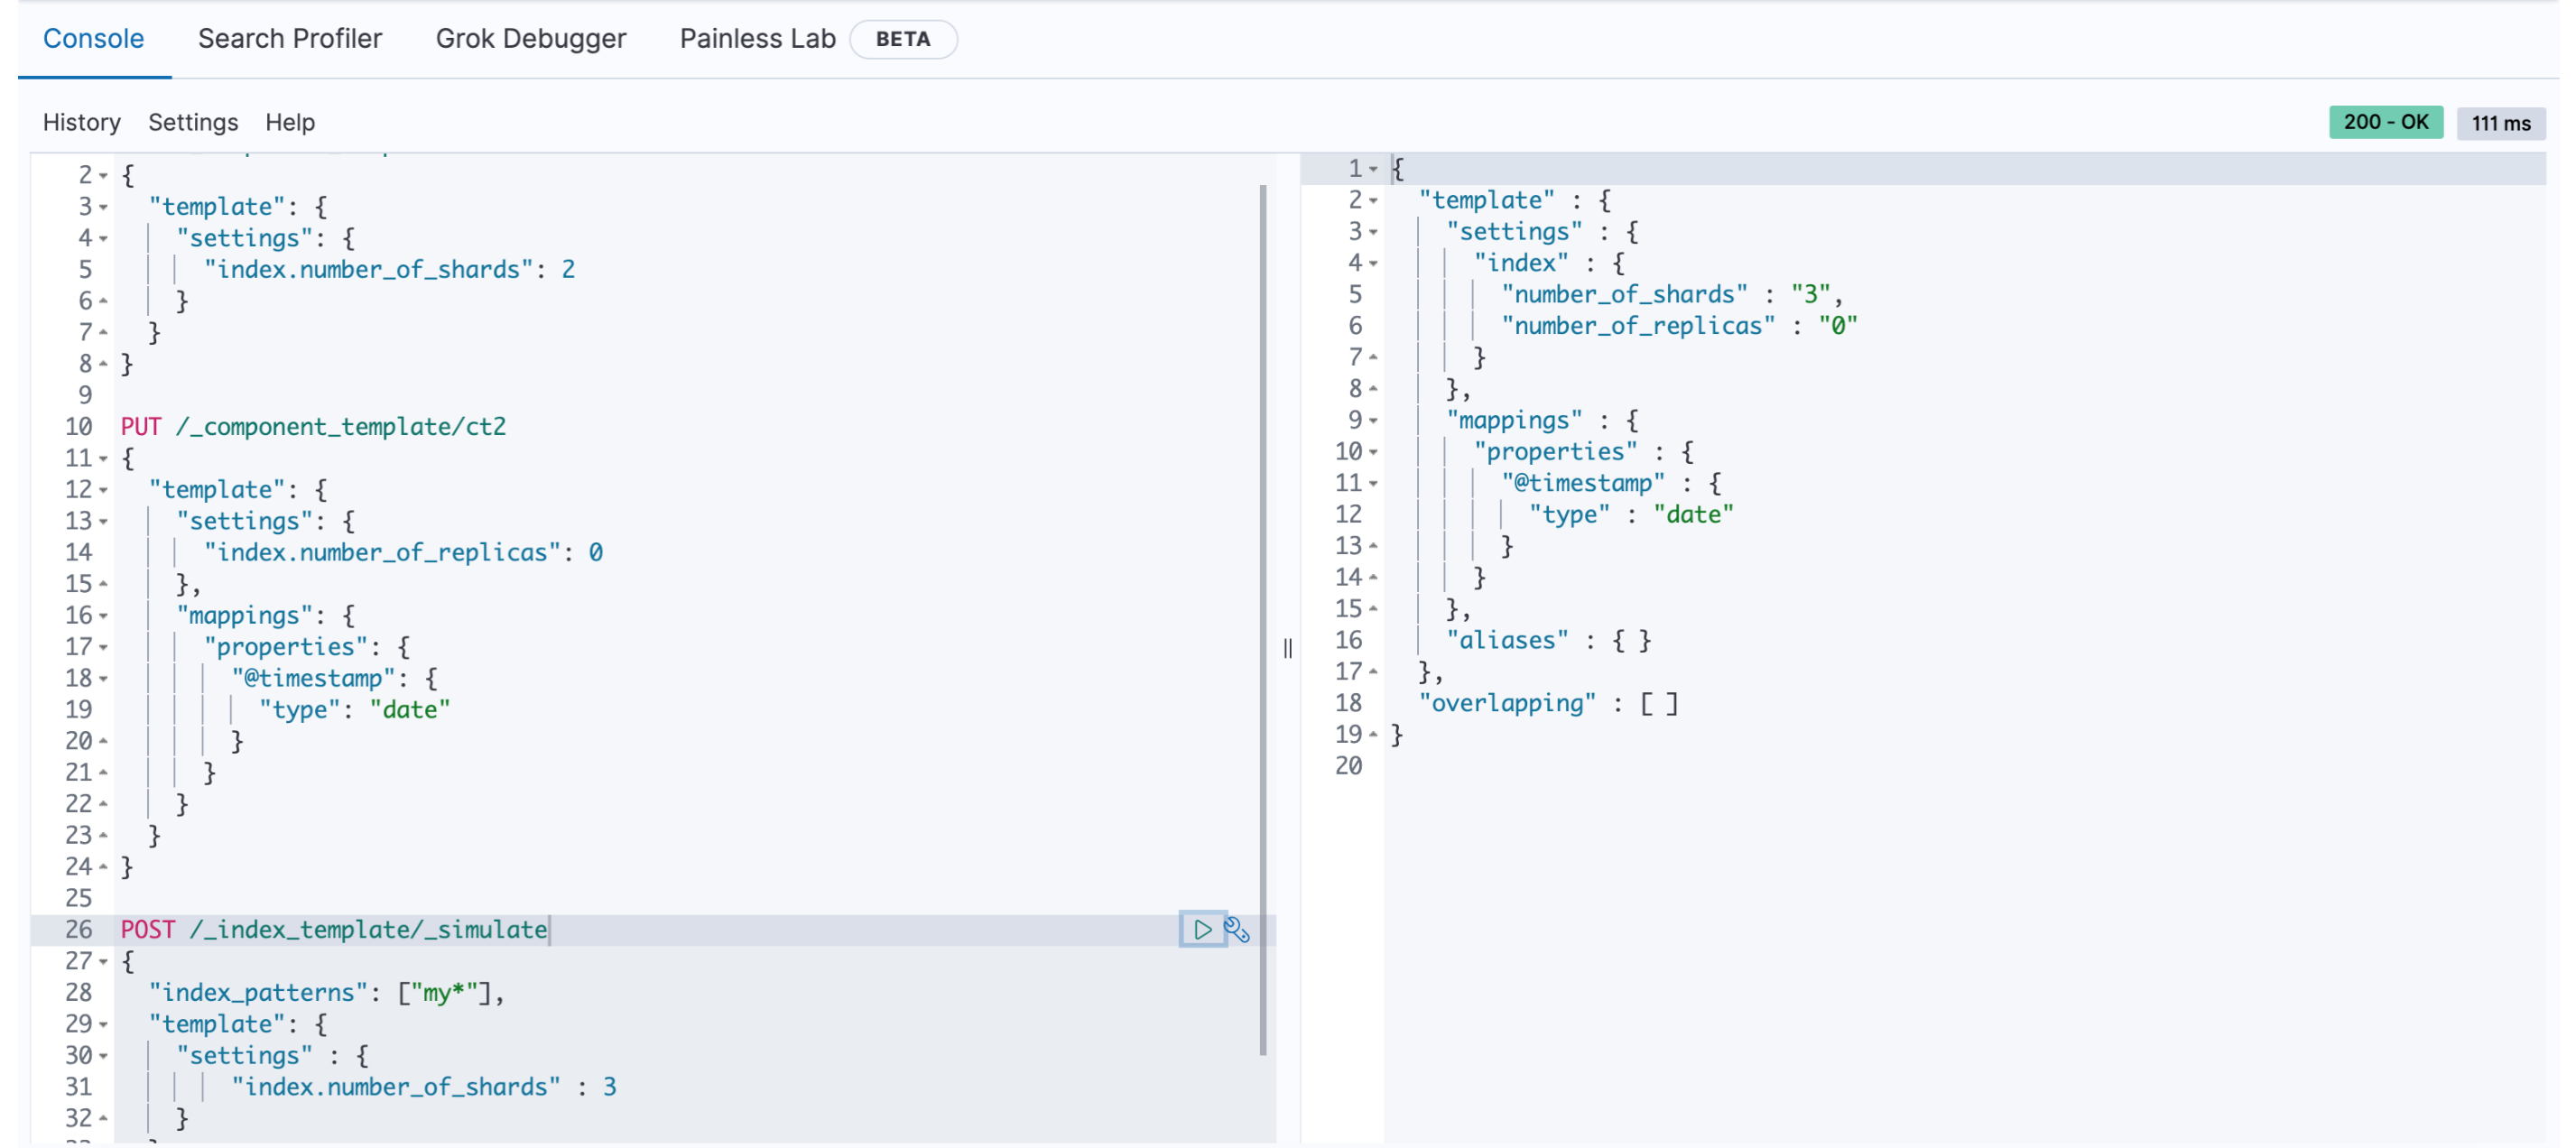 Console Search Profiler Grok Debugger Painless Lab BETA
History Settings Help 200 - OK 111 ms
2 {
3 "template": {
4 "settings": {
5 "index.number_of_shards": 2
6 }
7 }
8 }
9
10 PUT /_component_template/ct2
11 {
12 "template": {
13 "settings": {
14 "index.number_of_replicas": 0
15 },
16 "mappings": {
17 "properties": {
18 "@timestamp": {
19 "type": "date"
20 }
21 }
22 }
23 }
24 }
25
26 POST /_index_template/_simulate
27 {
28 "index_patterns": ["my*"],
29 "template": {
30 "settings" : {
31 "index.number_of_shards" : 3
32 }
1 {
2 "template" : {
3 "settings" : {
4 "index" : {
5 "number_of_shards" : "3",
6 "number_of_replicas" : "0"
7 }
8 },
9 "mappings" : {
10 "properties" : {
11 "@timestamp" : {
12 "type" : "date"
13 }
14 }
15 },
16 "aliases" : { }
17 },
18 "overlapping" : [ ]
19 }
20